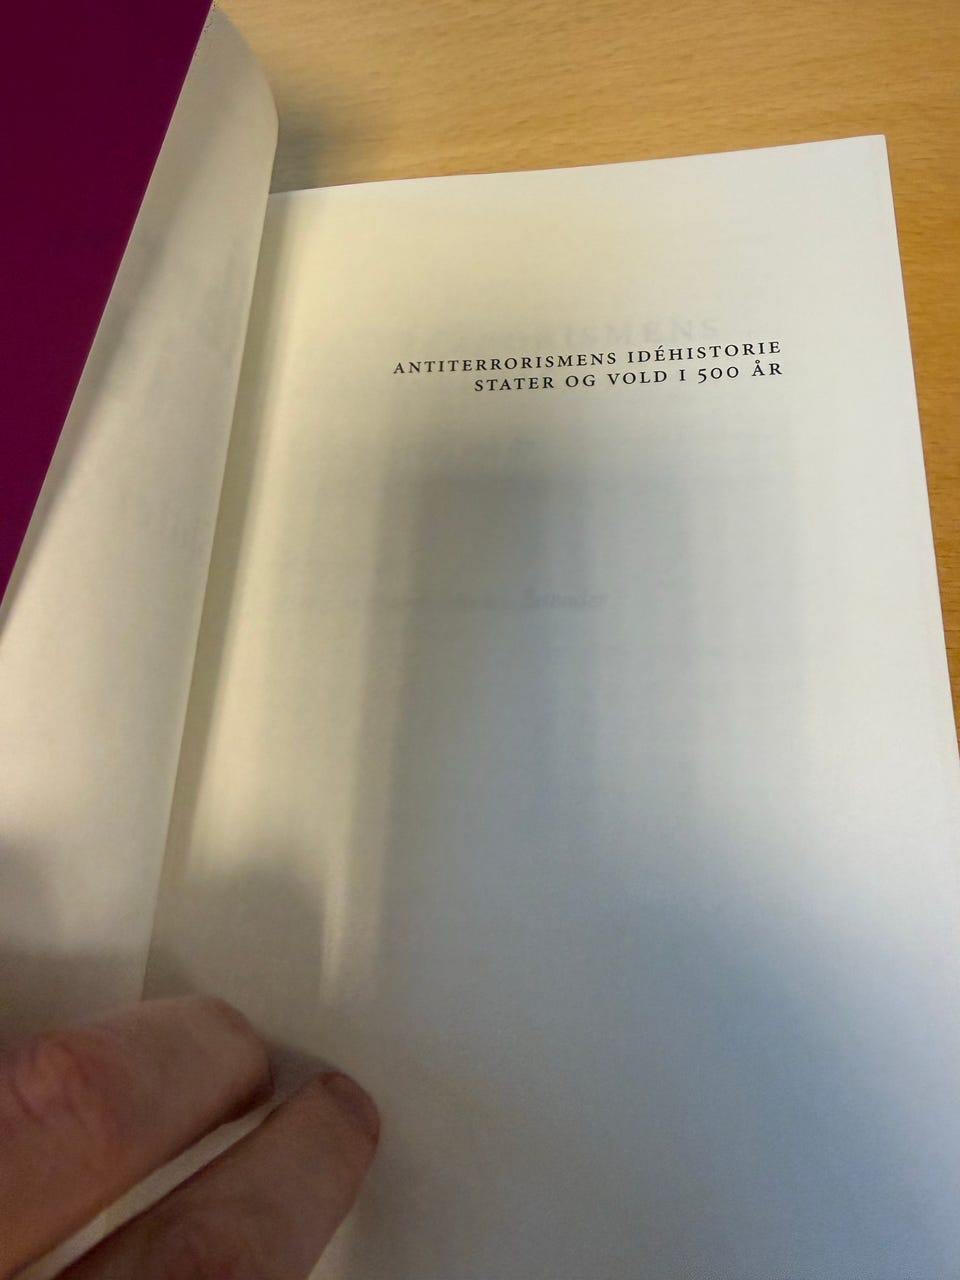 ANTITERRORISMENS IDÉHISTORIE
STATER OG VOLD I 500 ÅR